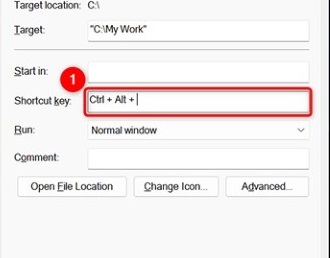 Target location: C:\
Target: "C:\My Work"
Start in:
1
Shortcut key: Ctrl + Alt +
Run: Normal window
Comment:
Open File Location Change Icon... Advanced...